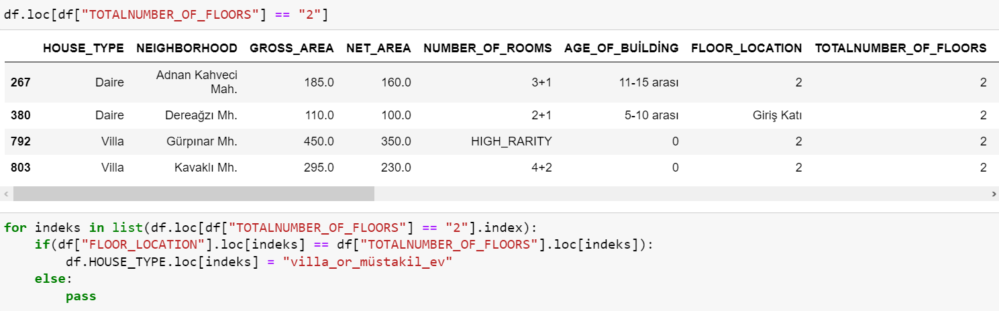 df.loc[df["TOTALNUMBER_OF_FLOORS"] == "2"]
HOUSE_TYPE NEIGHBORHOOD GROSS_AREA NET_AREA NUMBER_OF_ROOMS AGE_OF_BUİLDİNG FLOOR_LOCATION TOTALNUMBER_OF_FLOORS
267 Daire Adnan Kahveci Mah. 185.0 160.0 3+1 11-15 arası 2 2
380 Daire Dereağzı Mh. 110.0 100.0 2+1 5-10 arası Giriş Katı 2
792 Villa Gürpınar Mh. 450.0 350.0 HIGH_RARITY 0 2 2
803 Villa Kavaklı Mh. 295.0 230.0 4+2 0 2 2
for indeks in list(df.loc[df["TOTALNUMBER_OF_FLOORS"] == "2"].index):
    if(df["FLOOR_LOCATION"].loc[indeks] == df["TOTALNUMBER_OF_FLOORS"].loc[indeks]):
        df.HOUSE_TYPE.loc[indeks] = "villa_or_müstakil_ev"
    else:
        pass